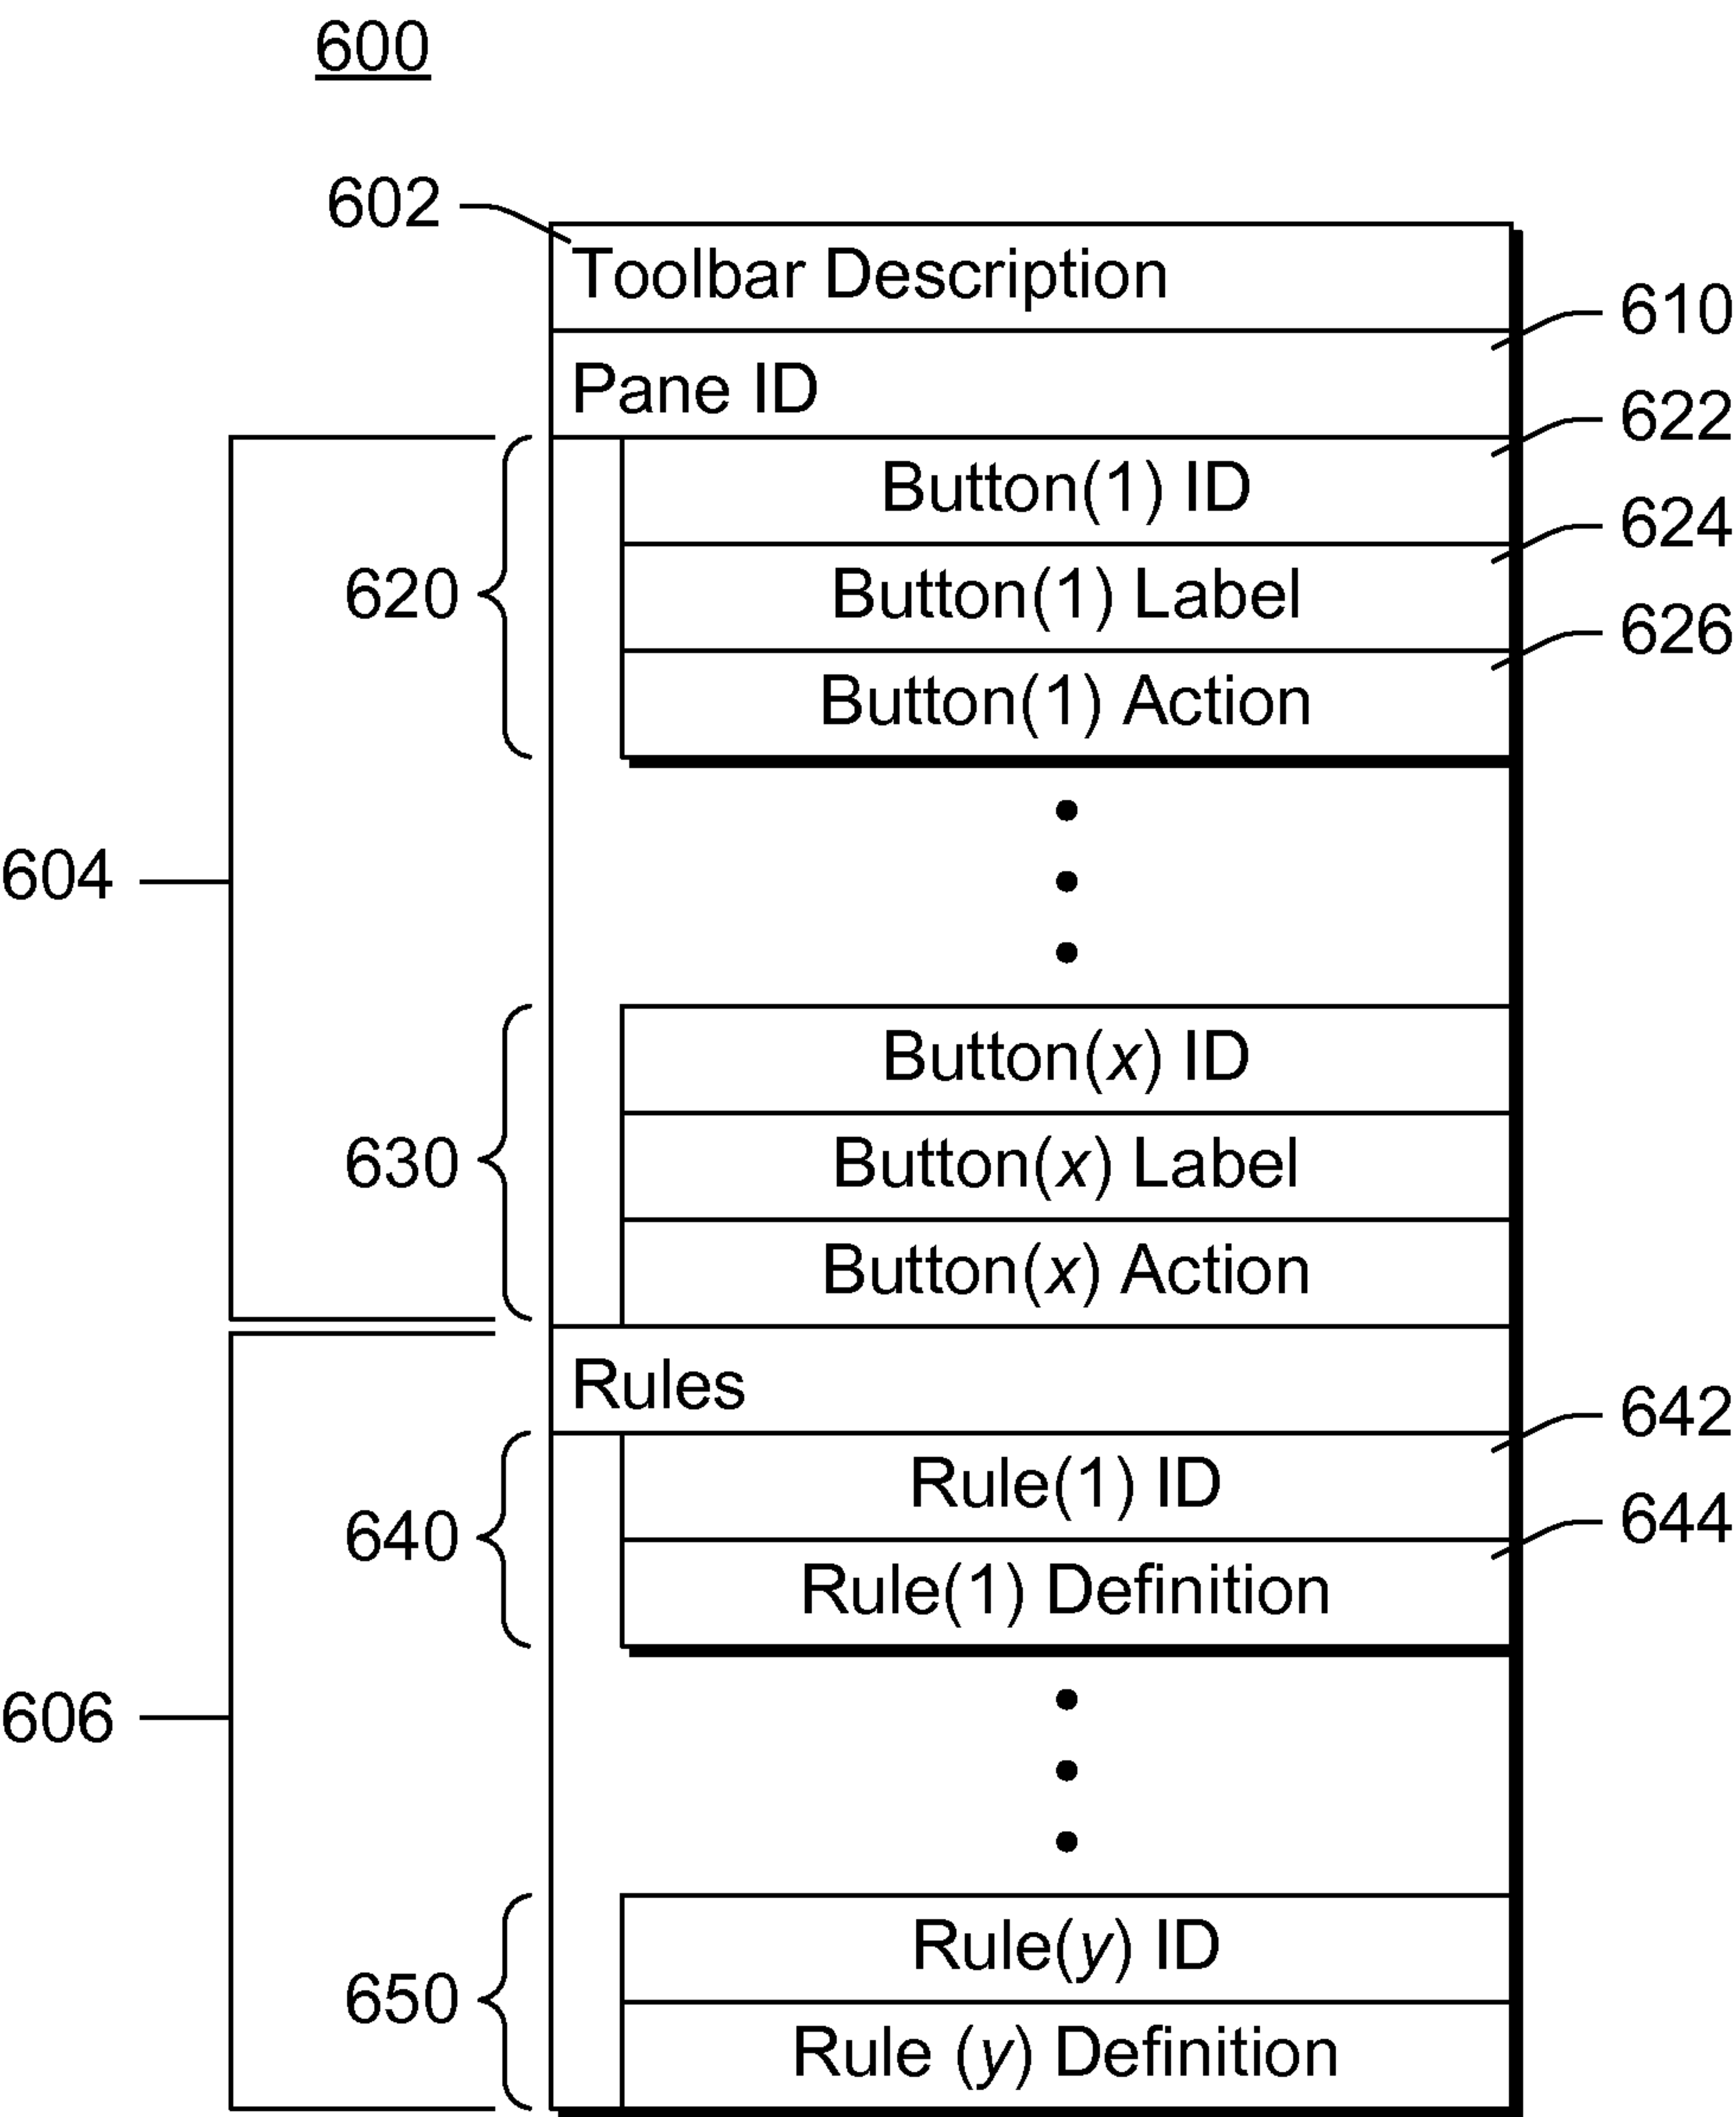 600
602
Toolbar Description
610
Pane ID
622
Button(1) ID
624
620
Button(1) Label
626
Button(1) Action
604
Button(x) ID
630
Button(x) Label
Button(x) Action
Rules
642
Rule(1) ID
644
640
Rule(1) Definition
606
Rule(y) ID
650
Rule (y) Definition